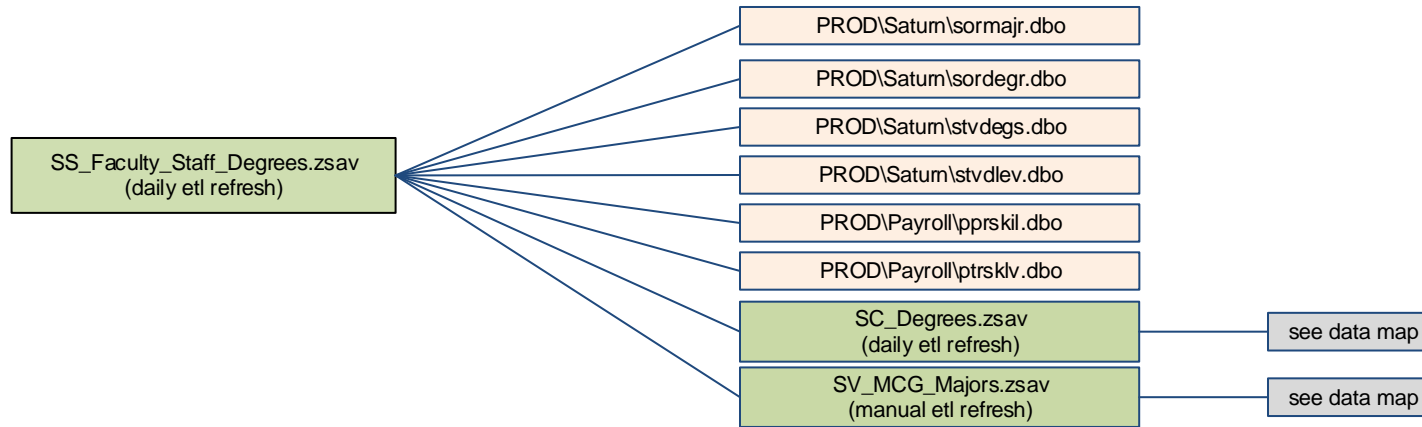 PROD\Saturn\sormajr.dbo
PROD\Saturn\sordegr.dbo
PROD\Saturn\stvdegs.dbo
SS_Faculty_Staff_Degrees.zsav
(daily etl refresh)
PROD\Saturn\stvdlev.dbo
PROD\Payroll\pprskil.dbo
PROD\Payroll\ptrsklv.dbo
SC_Degrees.zsav
(daily etl refresh)
see data map
SV_MCG_Majors.zsav
(manual etl refresh)
see data map